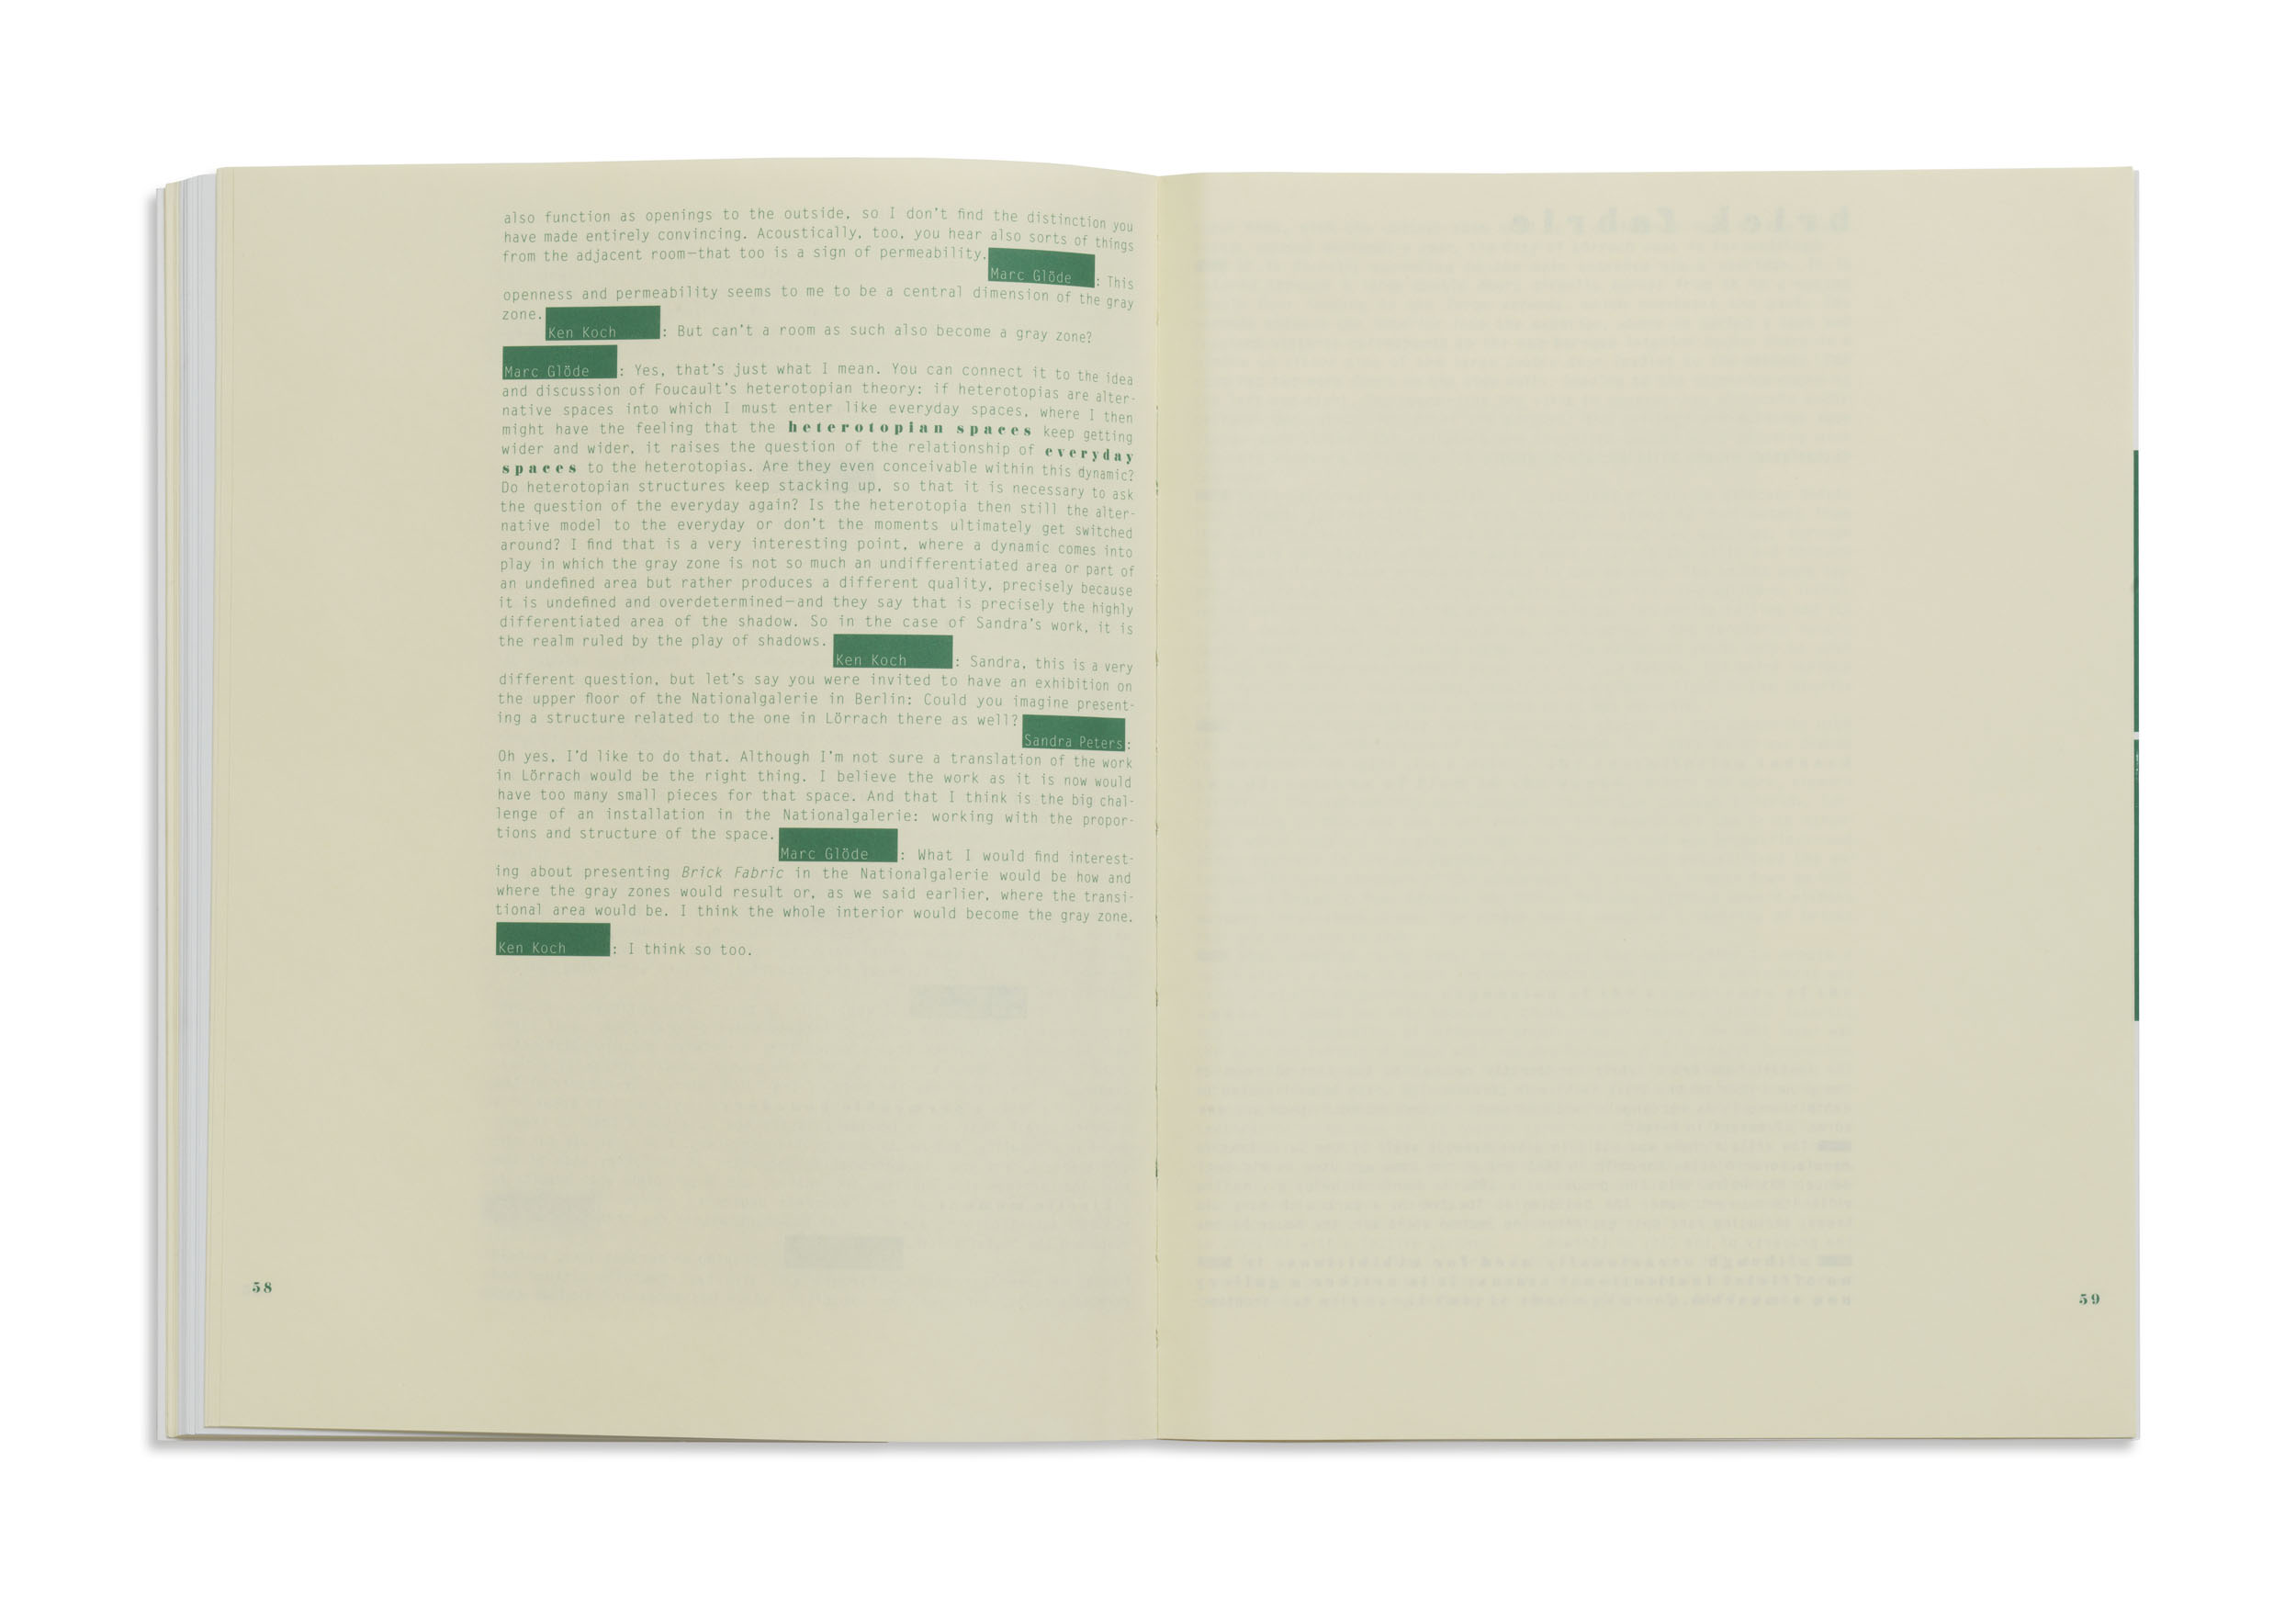 also function as openings to the outside, so I don't find the distinction you
have made entirely convincing. Acoustically, too, you hear also sorts of things
from the adjacent room—that too is a sign of permeability.
Marc Glöde: This
openness and permeability seems to me to be a central dimension of the gray
zone.
Ken Koch: But can't a room as such also become a gray zone?
Marc Glöde: Yes, that's just what I mean. You can connect it to the idea
and discussion of Foucault's heterotopian theory: if heterotopias are alter-
native spaces into which I must enter like everyday spaces, where I then
might have the feeling that the heterotopian spaces keep getting
wider and wider, it raises the question of the relationship of everyday
spaces to the heterotopias. Are they even conceivable within this dynamic?
Do heterotopian structures keep stacking up, so that it is necessary to ask
the question of the everyday again? Is the heterotopia then still the alter-
native model to the everyday or don't the moments ultimately get switched
around? I find that is a very interesting point, where a dynamic comes into
play in which the gray zone is not so much an undifferentiated area or part of
an undefined area but rather produces a different quality, precisely because
it is undefined and overdetermined—and they say that is precisely the highly
differentiated area of the shadow. So in the case of Sandra's work, it is
the realm ruled by the play of shadows.
Ken Koch: Sandra, this is a very
different question, but let's say you were invited to have an exhibition on
the upper floor of the Nationalgalerie in Berlin: Could you imagine present-
ing a structure related to the one in Lörrach there as well?
Sandra Peters:
Oh yes, I'd like to do that. Although I'm not sure a translation of the work
in Lörrach would be the right thing. I believe the work as it is now would
have too many small pieces for that space. And that I think is the big chal-
lenge of an installation in the Nationalgalerie: working with the propor-
tions and structure of the space.
Marc Glöde: What I would find interest-
ing about presenting Brick Fabric in the Nationalgalerie would be how and
where the gray zones would result or, as we said earlier, where the transi-
tional area would be. I think the whole interior would become the gray zone.
Ken Koch: I think so too.
58
brick fabric
59